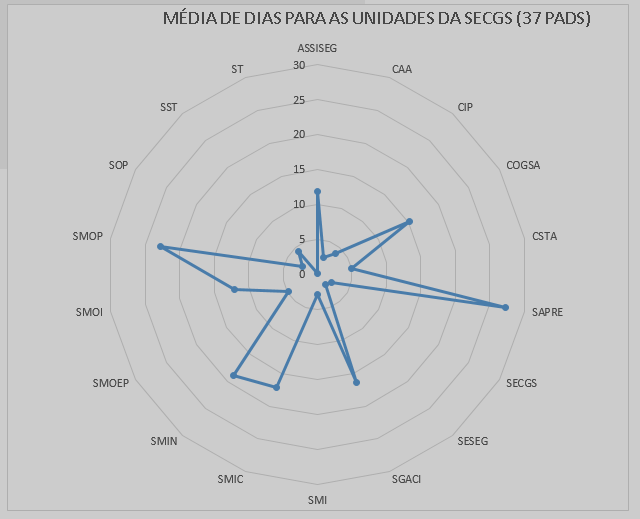 MÉDIA DE DIAS PARA AS UNIDADES DA SECGS (37 PADS)
ASSISEG
ST
30
CAA
SST
25
CIP
20
SOP
15
COGSA
10
SMOP
5
CSTA
0
SMOI
SAPRE
SMOEP
SECGS
SMIN
SESEG
SMIC
SGACI
SMI